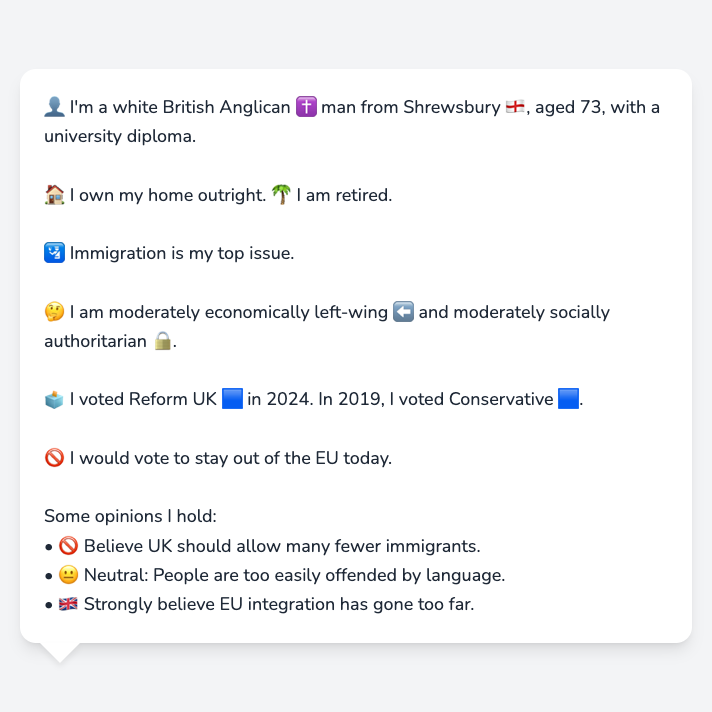 👤 I'm a white British Anglican ✝️ man from Shrewsbury 🏴󠁧󠁢󠁥󠁮󠁧󠁿, aged 73, with a
university diploma.
🏠 I own my home outright. 🌴 I am retired.
🛂 Immigration is my top issue.
🤔 I am moderately economically left-wing ⬅️ and moderately socially
authoritarian 🔒.
🗳️ I voted Reform UK 🟦 in 2024. In 2019, I voted Conservative 🟦.
🚫 I would vote to stay out of the EU today.
Some opinions I hold:
• 🚫 Believe UK should allow many fewer immigrants.
• 😐 Neutral: People are too easily offended by language.
• 🇬🇧 Strongly believe EU integration has gone too far.